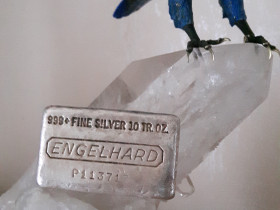 999+ FINE SILVER 10 TR.OZ.
ENGELHARD
P11371